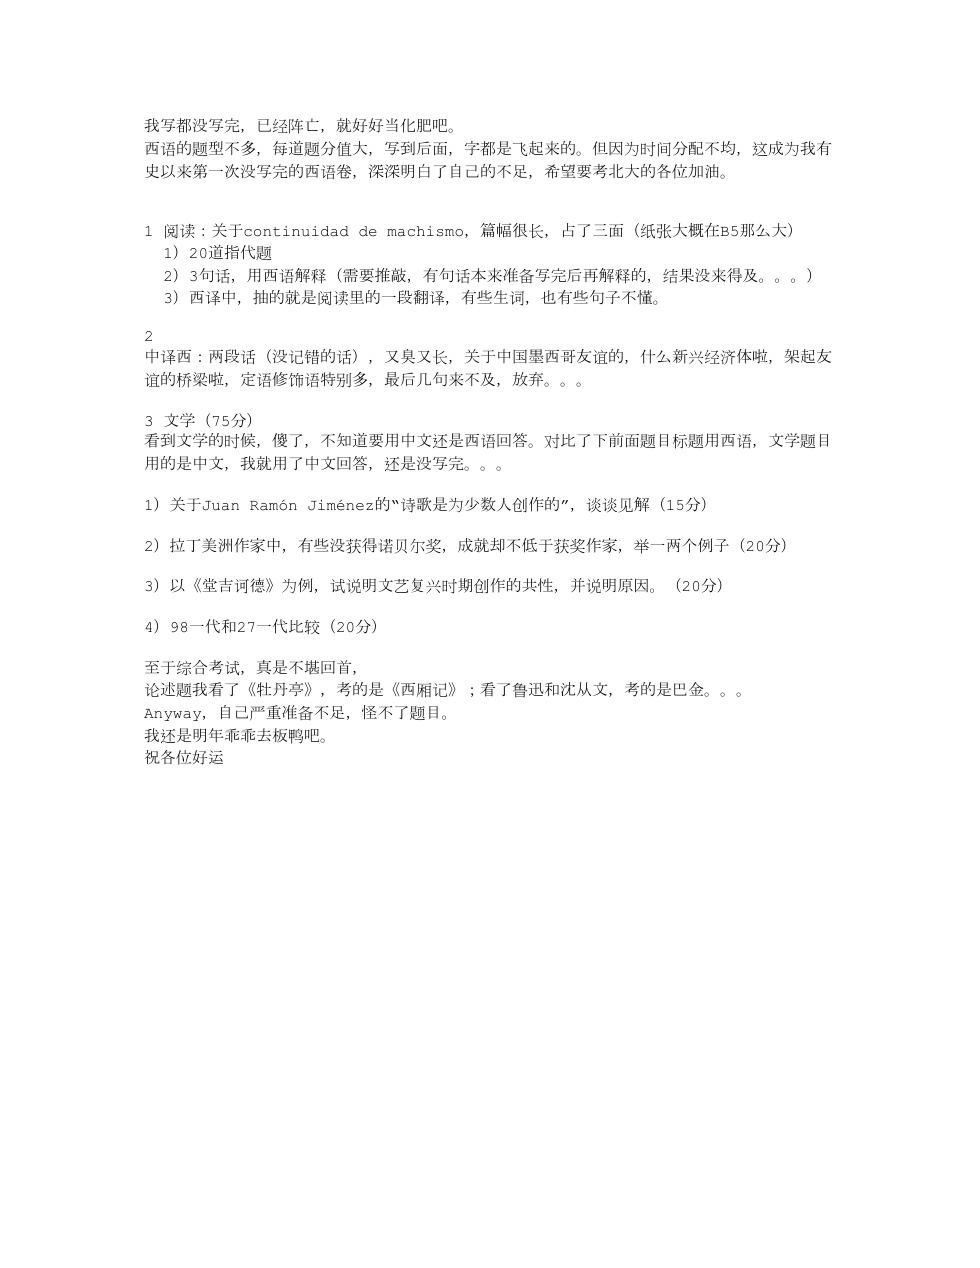 我写都没写完，已经阵亡，就好好当化肥吧。
西语的题型不多，每道题分值大，写到后面，字都是飞起来的。但因为时间分配不均，这成为我有
史以来第一次没写完的西语卷，深深明白了自己的不足，希望要考北大的各位加油。
1 阅读：关于continuidad de machismo，篇幅很长，占了三面（纸张大概在B5那么大）
1）20道指代题
2）3句话，用西语解释（需要推敲，有句话本来准备写完后再解释的，结果没来得及。。。）
3）西译中，抽的就是阅读里的一段翻译，有些生词，也有些句子不懂。
2
中译西：两段话（没记错的话），又臭又长，关于中国墨西哥友谊的，什么新兴经济体啦，架起友
谊的桥梁啦，定语修饰语特别多，最后几句来不及，放弃。。。
3 文学（75分）
看到文学的时候，傻了，不知道要用中文还是西语回答。对比了下前面题目标题用西语，文学题目
用的是中文，我就用了中文回答，还是没写完。。。
1）关于Juan Ramón Jiménez的“诗歌是为少数人创作的”，谈谈见解（15分）
2）拉丁美洲作家中，有些没获得诺贝尔奖，成就却不低于获奖作家，举一两个例子（20分）
3）以《堂吉诃德》为例，试说明文艺复兴时期创作的共性，并说明原因。（20分）
4）98一代和27一代比较（20分）
至于综合考试，真是不堪回首，
论述题我看了《牡丹亭》，考的是《西厢记》；看了鲁迅和沈从文，考的是巴金。。。
Anyway，自己严重准备不足，怪不了题目。
我还是明年乖乖去板鸭吧。
祝各位好运